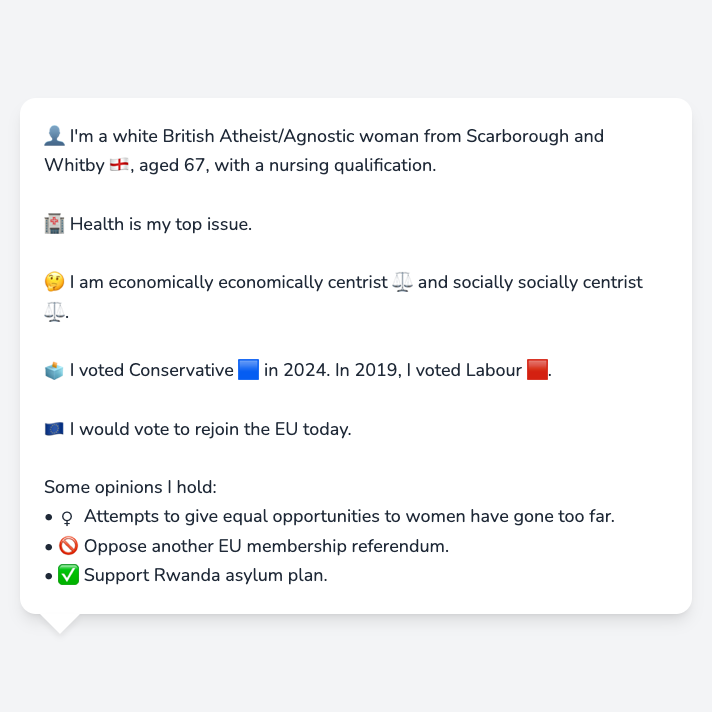 👤 I'm a white British Atheist/Agnostic woman from Scarborough and
Whitby 🏴󠁧󠁢󠁥󠁮󠁧󠁿, aged 67, with a nursing qualification.
🏥 Health is my top issue.
🤔 I am economically economically centrist ⚖️ and socially socially centrist
⚖️.
🗳️ I voted Conservative 🟦 in 2024. In 2019, I voted Labour 🟥.
🇪🇺 I would vote to rejoin the EU today.
Some opinions I hold:
• ♀️ Attempts to give equal opportunities to women have gone too far.
• 🚫 Oppose another EU membership referendum.
• ✅ Support Rwanda asylum plan.